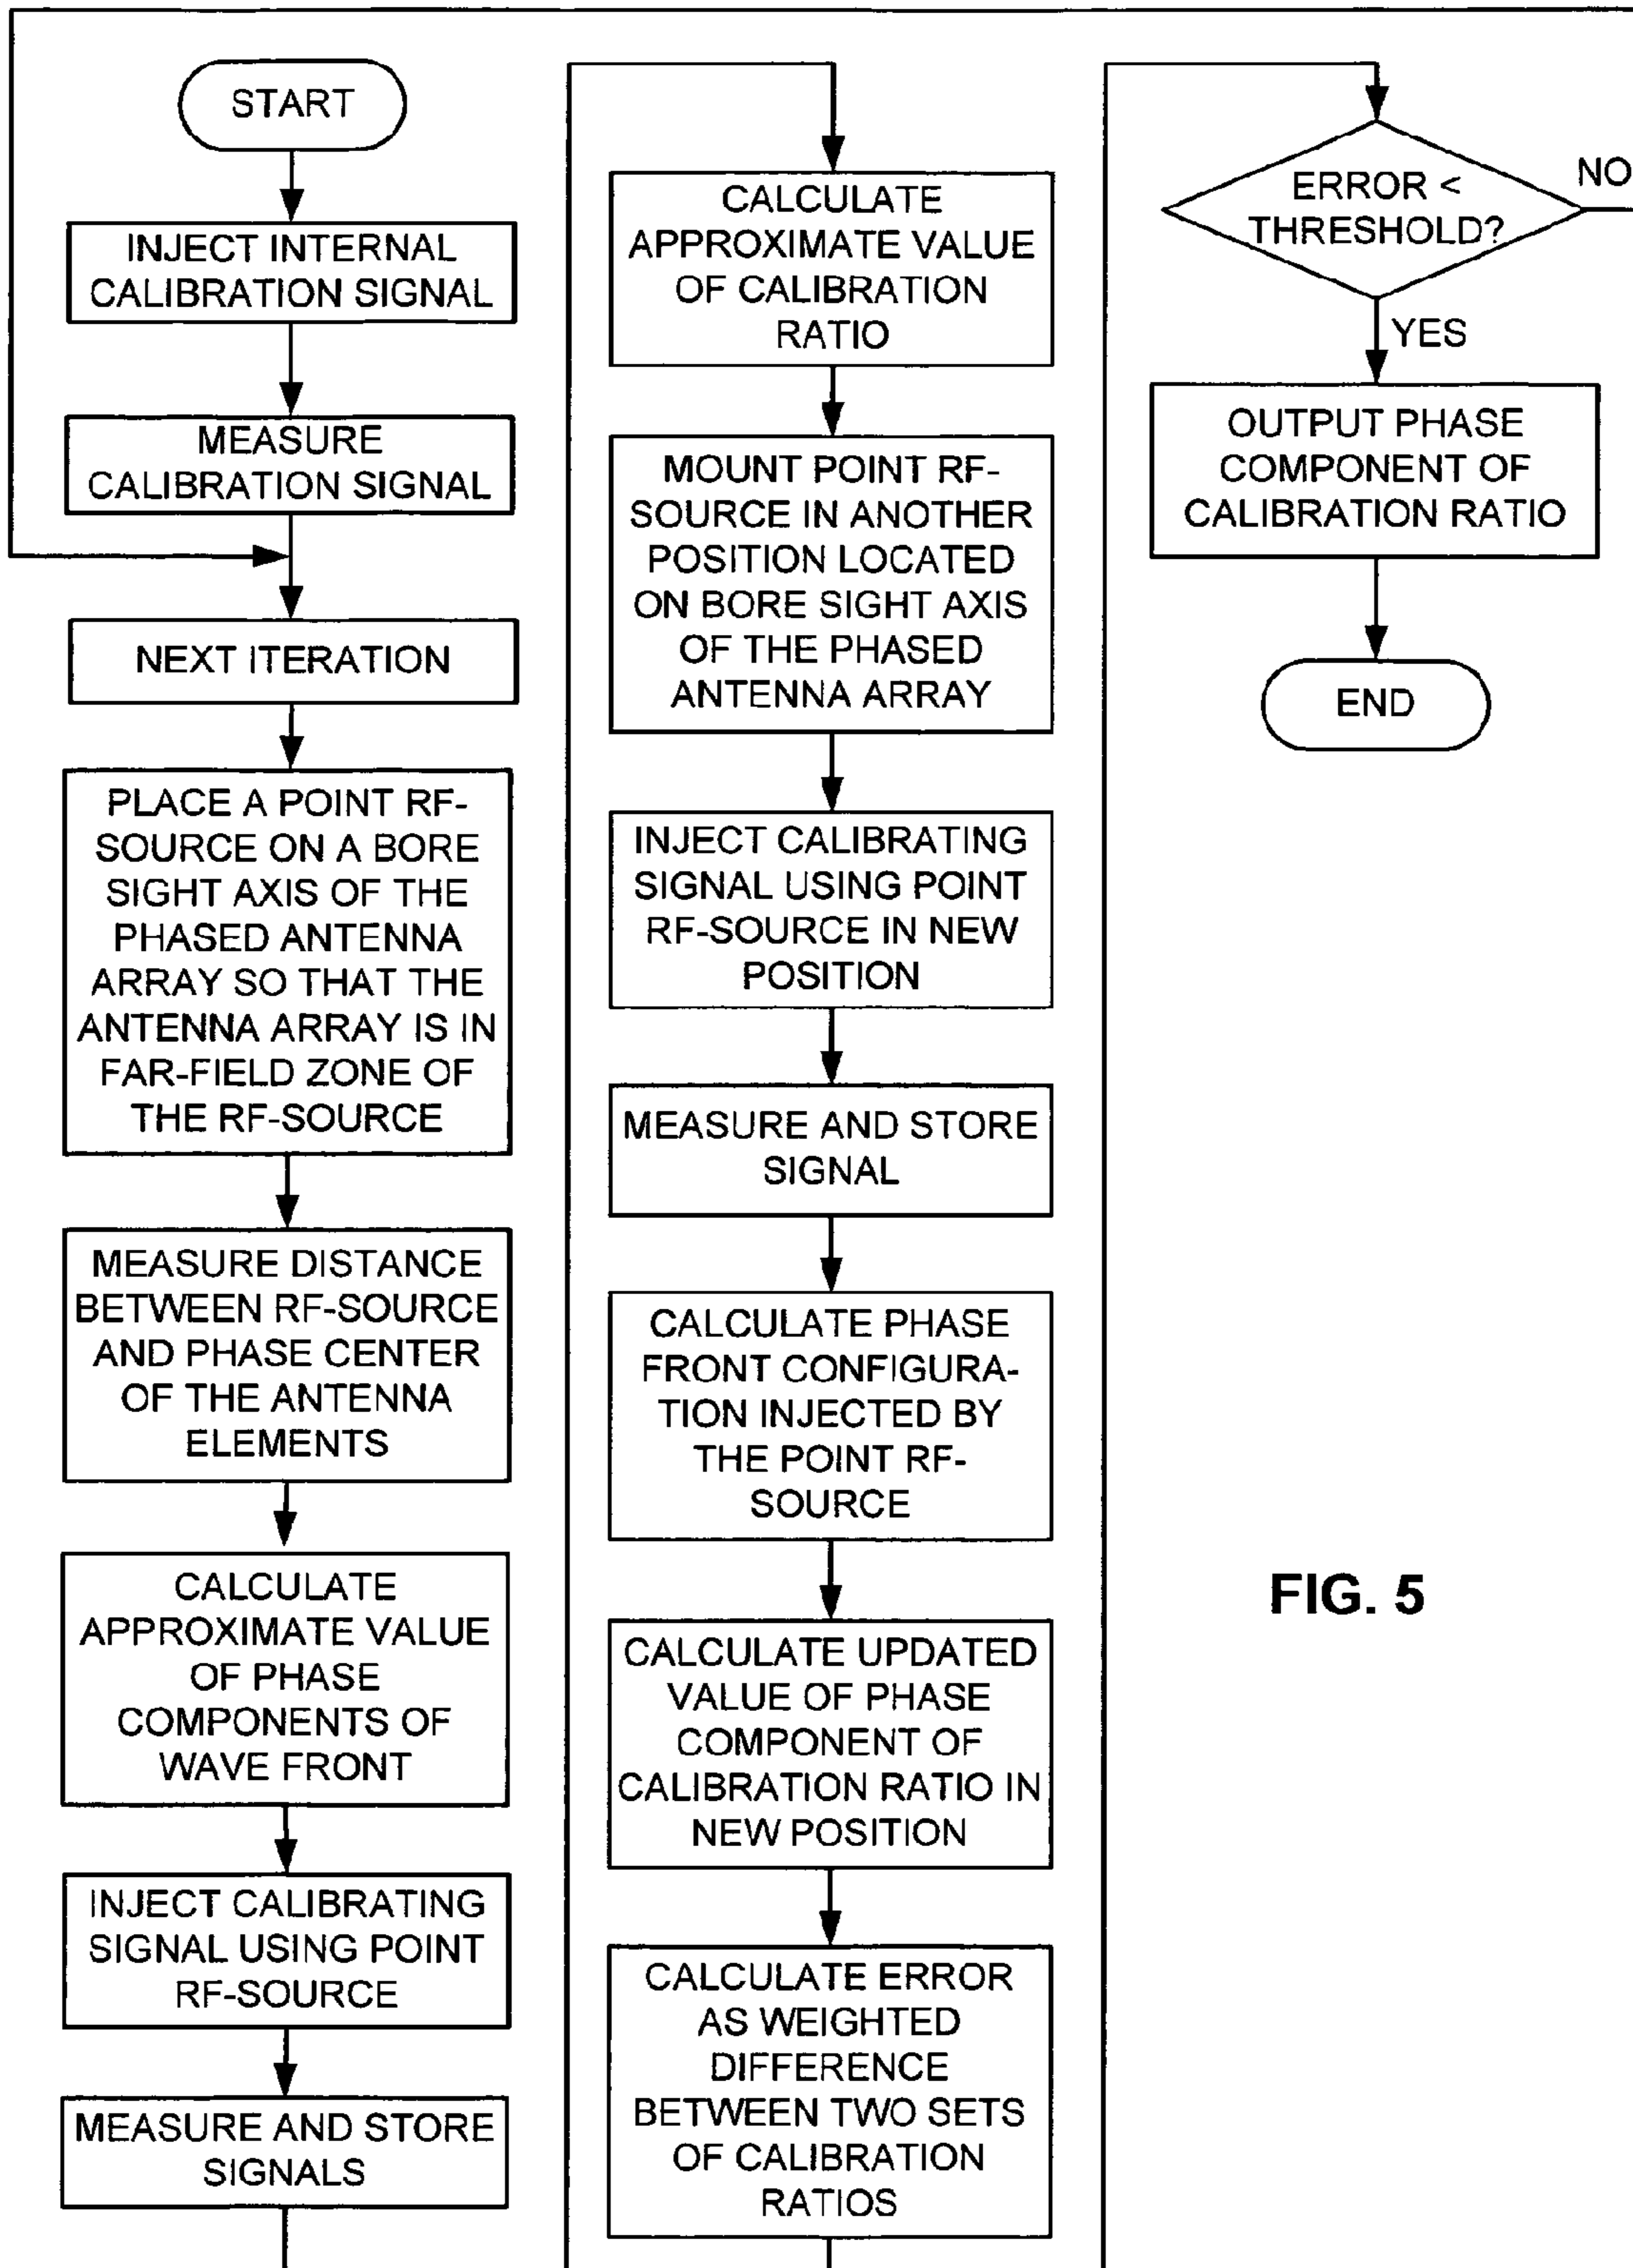 START
INJECT INTERNAL
CALIBRATION SIGNAL
MEASURE
CALIBRATION SIGNAL
NEXT ITERATION
PLACE A POINT RF-
SOURCE ON A BORE
SIGHT AXIS OF THE
PHASED ANTENNA
ARRAY SO THAT THE
ANTENNA ARRAY IS IN
FAR-FIELD ZONE OF
THE RF-SOURCE
MEASURE DISTANCE
BETWEEN RF-SOURCE
AND PHASE CENTER
OF THE ANTENNA
ELEMENTS
CALCULATE
APPROXIMATE VALUE
OF PHASE
COMPONENTS OF
WAVE FRONT
INJECT CALIBRATING
SIGNAL USING POINT
RF-SOURCE
MEASURE AND STORE
SIGNALS
CALCULATE
APPROXIMATE VALUE
OF CALIBRATION
RATIO
MOUNT POINT RF-
SOURCE IN ANOTHER
POSITION LOCATED
ON BORE SIGHT AXIS
OF THE PHASED
ANTENNA ARRAY
INJECT CALIBRATING
SIGNAL USING POINT
RF-SOURCE IN NEW
POSITION
MEASURE AND STORE
SIGNAL
CALCULATE PHASE
FRONT CONFIGURA-
TION INJECTED BY
THE POINT RF-
SOURCE
CALCULATE UPDATED
VALUE OF PHASE
COMPONENT OF
CALIBRATION RATIO IN
NEW POSITION
CALCULATE ERROR
AS WEIGHTED
DIFFERENCE
BETWEEN TWO SETS
OF CALIBRATION
RATIOS
ERROR <
THRESHOLD?
NO
YES
OUTPUT PHASE
COMPONENT OF
CALIBRATION RATIO
END
FIG. 5